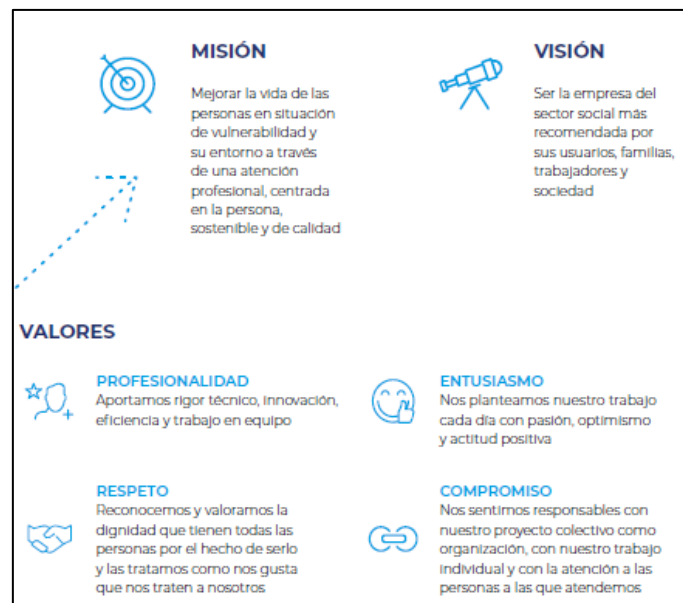 MISIÓN
Mejorar la vida de las
personas en situación
de vulnerabilidad y
su entorno a través
de una atención
profesional, centrada
en la persona,
sostenible y de calidad
VISIÓN
Ser la empresa del
sector social más
recomendada por
sus usuarios, familias,
trabajadores y
sociedad
VALORES
PROFESIONALIDAD
Aportamos rigor técnico, innovación,
eficiencia y trabajo en equipo
ENTUSIASMO
Nos planteamos nuestro trabajo
cada día con pasión, optimismo
y actitud positiva
RESPETO
Reconocemos y valoramos la
dignidad que tienen todas las
personas por el hecho de serlo
y las tratamos como nos gusta
que nos traten a nosotros
COMPROMISO
Nos sentimos responsables con
nuestro proyecto colectivo como
organización, con nuestro trabajo
individual y con la atención a las
personas a las que atendemos